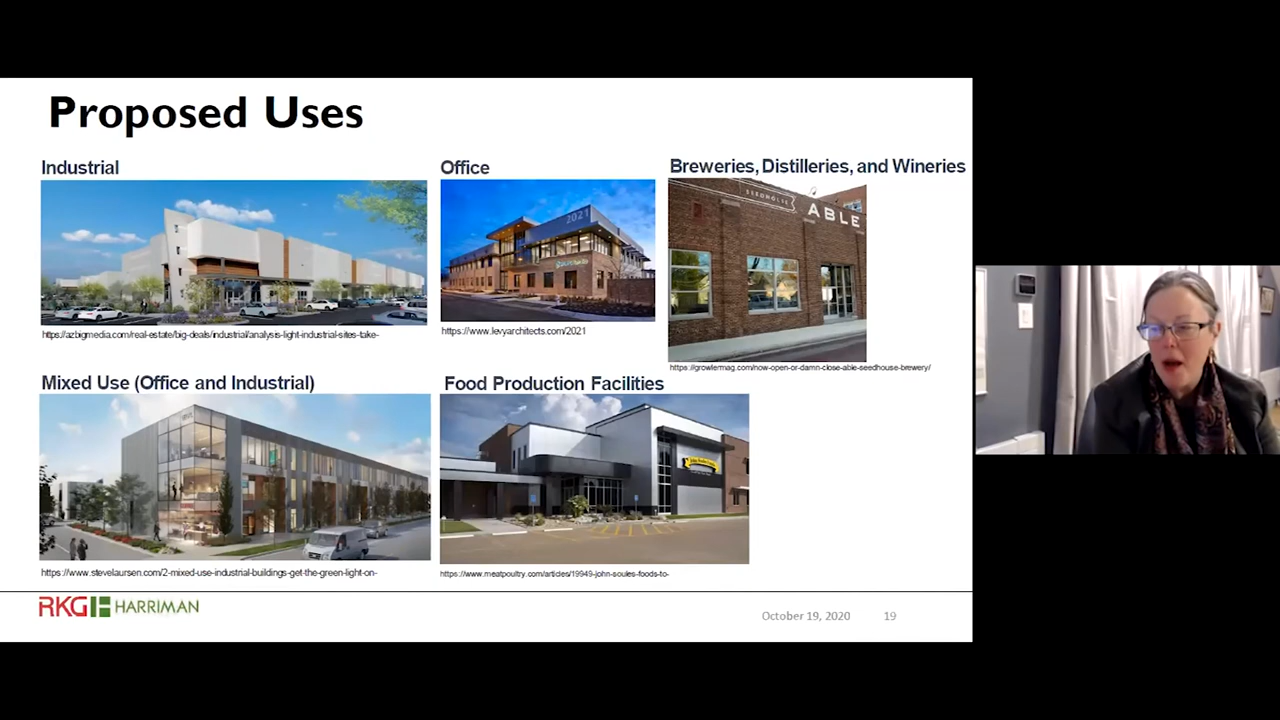 Proposed Uses
Industrial
Office
Breweries, Distilleries, and Wineries
2021
SEEDHOUSE
ABLE
https://azbigmedia.com/real-estate/big-deals/industrial/analysis-light-industrial-sites-take-
https://www.levyarchitects.com/2021
https://growlermag.com/now-open-or-damn-close-able-seedhouse-brewery/
Mixed Use (Office and Industrial)
Food Production Facilities
https://www.stevelaursen.com/2-mixed-use-industrial-buildings-get-the-green-light-on-
https://www.meatpoultry.com/articles/19949-john-soules-foods-to-
RKG HARRIMAN
October 19, 2020
19